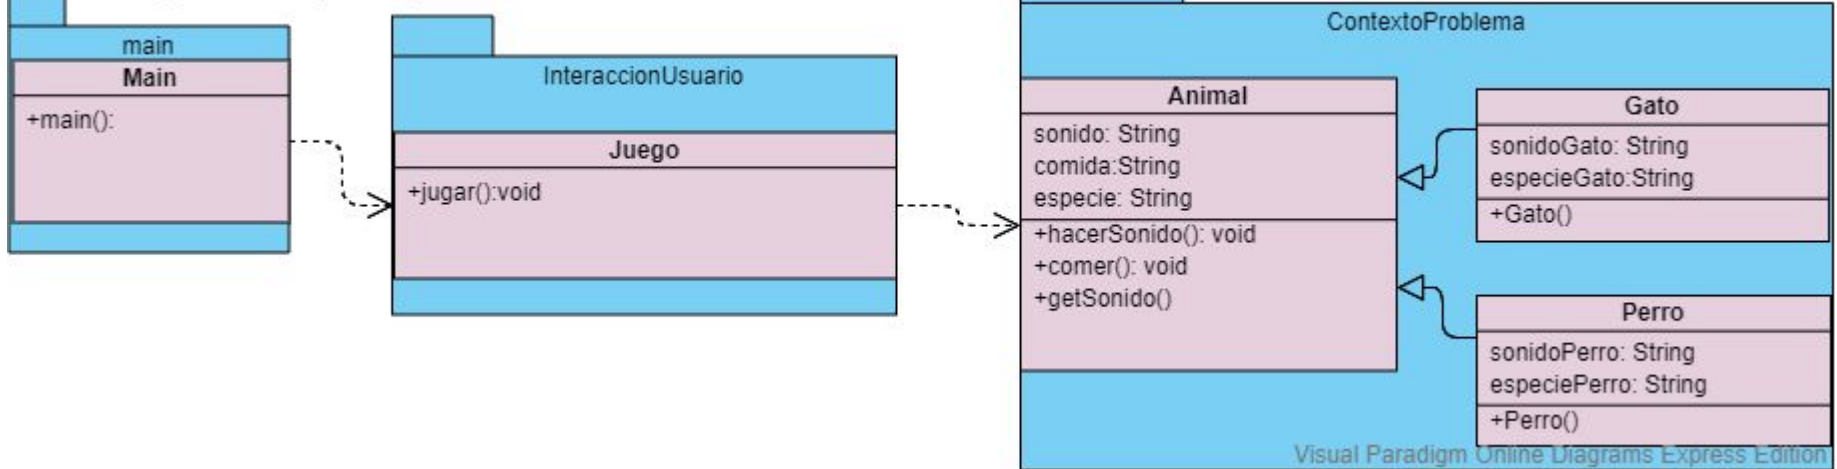 main
Main
+main():
InteraccionUsuario
Juego
+jugar():void
ContextoProblema
Animal
sonido: String
comida:String
especie: String
+hacerSonido(): void
+comer(): void
+getSonido()
Gato
sonidoGato: String
especieGato:String
+Gato()
Perro
sonidoPerro: String
especiePerro: String
+Perro()
Visual Paradigm Online Diagrams Express Edition